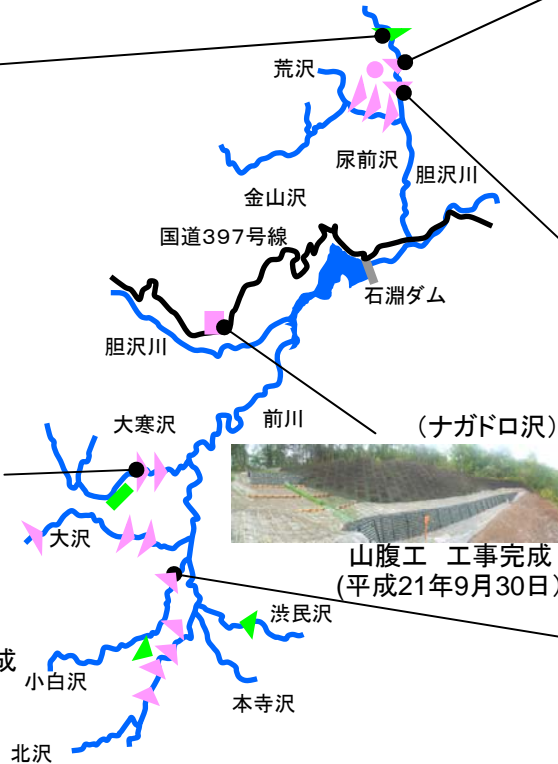 荒沢
尿前沢
胆沢川
金山沢
国道397号線
石淵ダム
胆沢川
前川
大寒沢
（ナガドロ沢）
大沢
山腹工 工事完成
(平成21年9月30日)
渋民沢
成
小白沢
本寺沢
北沢